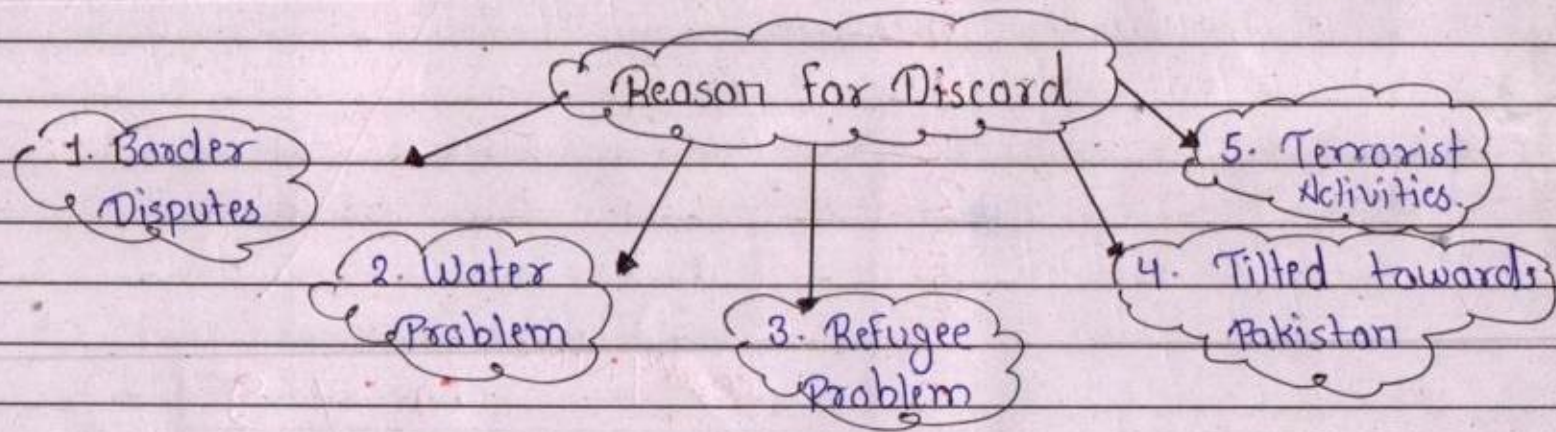 Reason for Discord
1. Border
Disputes
2. Water
Problem
3. Refugee
Problem
4. Tilted towards
Pakistan
5. Terrorist
Activities.